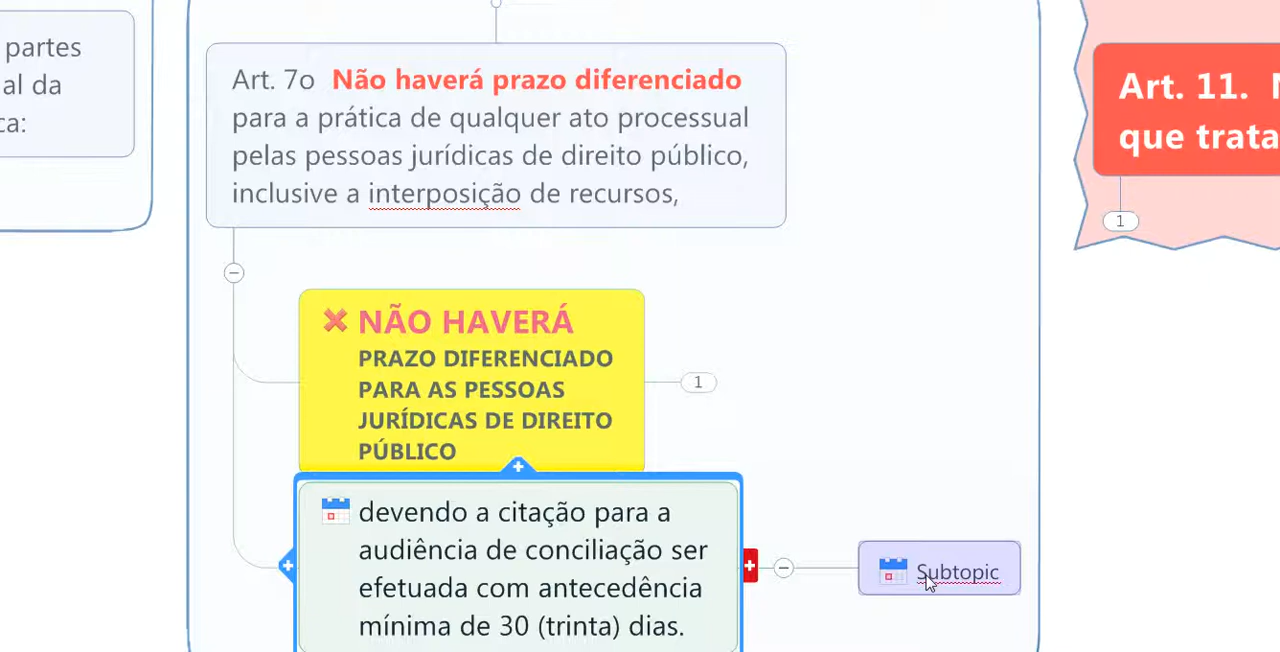 partes
al da
ca:
Art. 7o Não haverá prazo diferenciado
para a prática de qualquer ato processual
pelas pessoas jurídicas de direito público,
inclusive a interposição de recursos,
NÃO HAVERÁ
PRAZO DIFERENCIADO
PARA AS PESSOAS
JURÍDICAS DE DIREITO
PÚBLICO
1
devendo a citação para a
audiência de conciliação ser
efetuada com antecedência
mínima de 30 (trinta) dias.
Subtopic
Art. 11. N
que trata
1